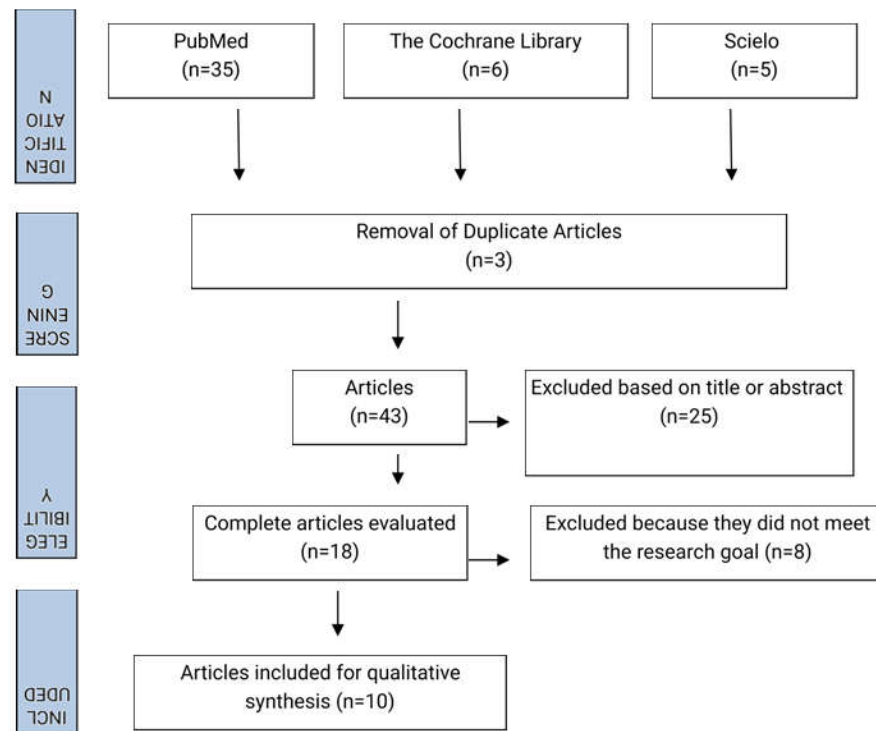 IDEN
TIFIC
ATIO
N
PubMed
(n=35)
The Cochrane Library
(n=6)
Scielo
(n=5)
SCRE
ENIN
G
Removal of Duplicate Articles
(n=3)
Articles
(n=43)
Excluded based on title or abstract
(n=25)
ELEG
IBILIT
Y
Complete articles evaluated
(n=18)
Excluded because they did not meet
the research goal (n=8)
INCL
UDED
Articles included for qualitative
synthesis (n=10)